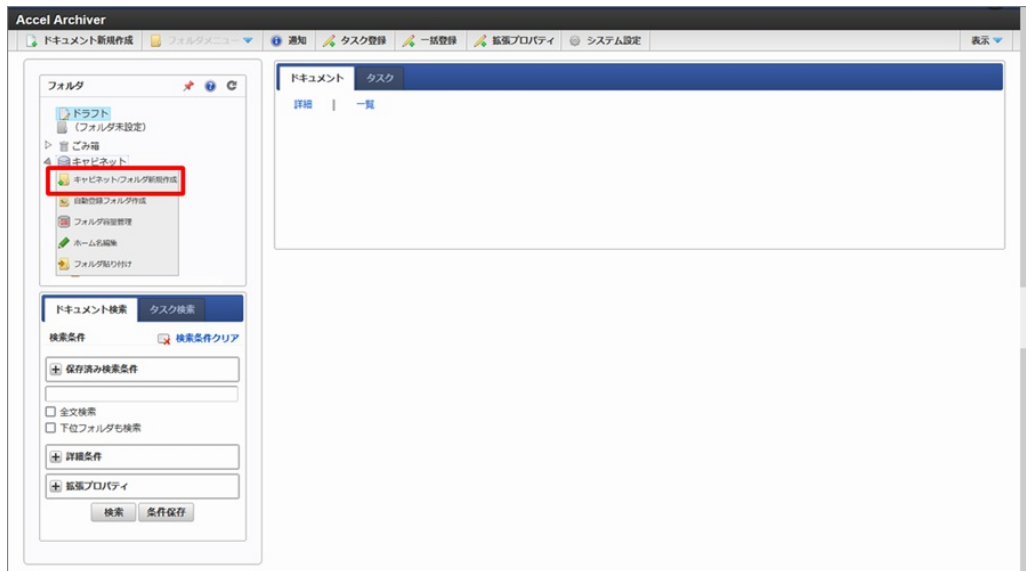 Accel Archiver
ドキュメント新規作成 フォルダメニュー 通知 タスク登録 一括登録 拡張プロパティ システム設定 表示
フォルダ
ドラフト
(フォルダ未設定)
ごみ箱
キャビネット
キャビネット/フォルダ新規作成
自動登録フォルダ作成
フォルダ容量管理
ホーム名編集
フォルダ貼り付け
ドキュメント検索 タスク検索
検索条件 検索条件クリア
保存済み検索条件
全文検索
下位フォルダも検索
詳細条件
拡張プロパティ
検索 条件保存
ドキュメント タスク
詳細 | 一覧